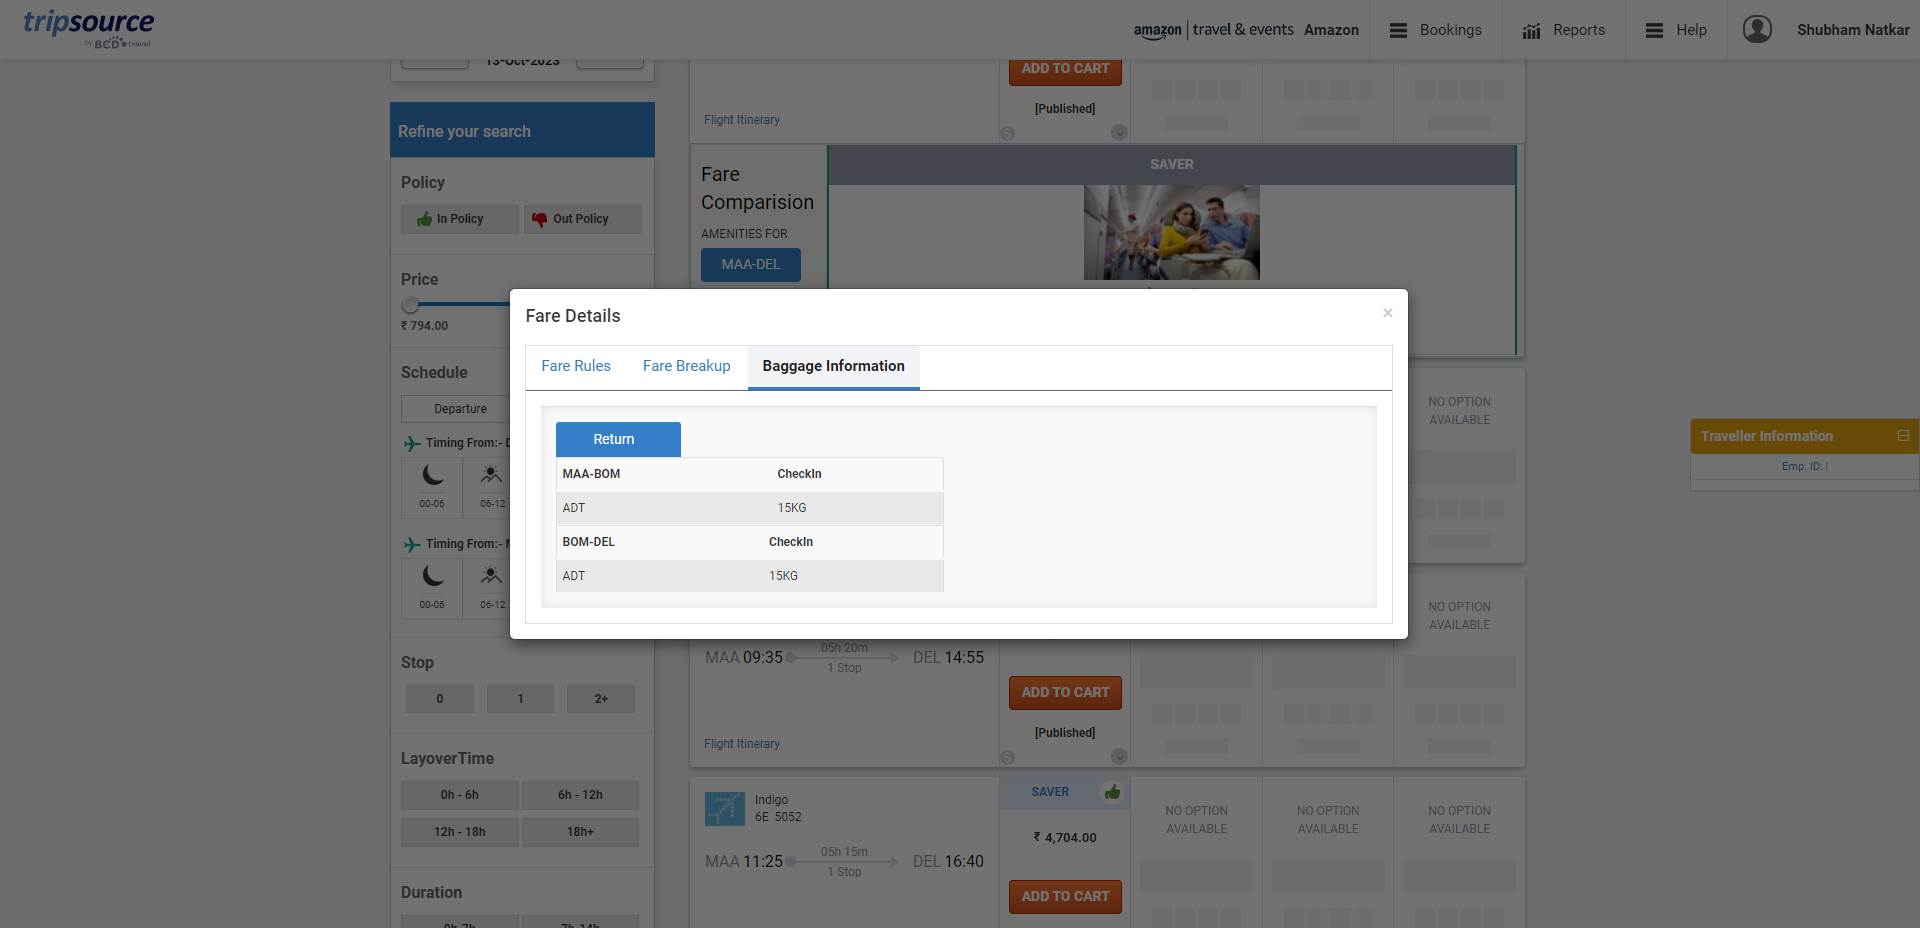 tripsource
by BCD travel
amazon | travel & events Amazon
Bookings
Reports
Help
Shubham Natkar
13-Oct-2023
Refine your search
Policy
In Policy
Out Policy
Price
₹ 794.00
Schedule
Departure
Timing From:- D
00-06
06-12
Timing From:-
00-06
06-12
Stop
0
1
2+
LayoverTime
0h - 6h
6h - 12h
12h - 18h
18h+
Duration
0h-7h
7h-14h
ADD TO CART
[Published]
Flight Itinerary
Fare
Comparision
AMENITIES FOR
MAA-DEL
SAVER
Fare Details
×
Fare Rules
Fare Breakup
Baggage Information
Return
MAA-BOM CheckIn
ADT 15KG
BOM-DEL CheckIn
ADT 15KG
NO OPTION
AVAILABLE
NO OPTION
AVAILABLE
Traveller Information
Emp. ID: |
MAA 09:35
05h 20m
1 Stop
DEL 14:55
ADD TO CART
[Published]
Flight Itinerary
Indigo
6E 5052
MAA 11:25
05h 15m
1 Stop
DEL 16:40
SAVER
₹ 4,704.00
ADD TO CART
NO OPTION
AVAILABLE
NO OPTION
AVAILABLE
NO OPTION
AVAILABLE